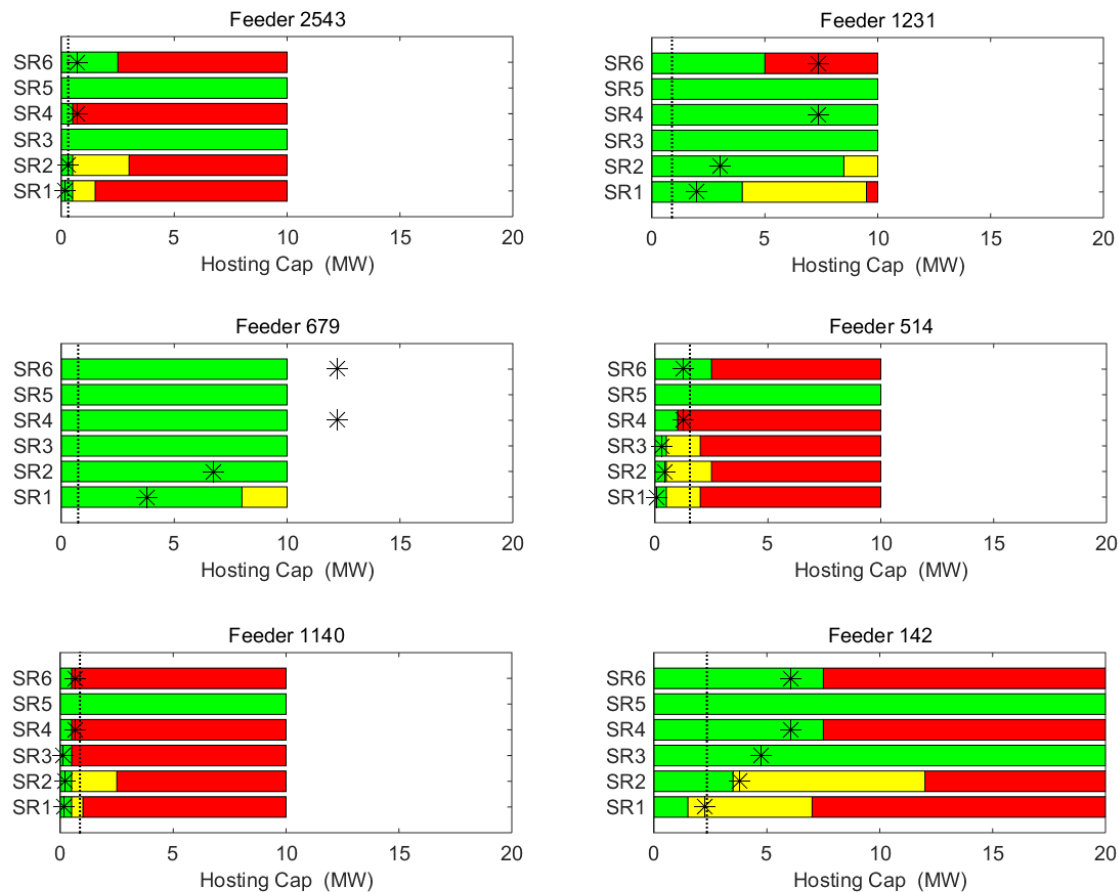 Feeder 2543
SR6
SR5
SR4
SR3
SR2
SR1
0 5 10 15 20
Hosting Cap (MW)
Feeder 1231
SR6
SR5
SR4
SR3
SR2
SR1
0 5 10 15 20
Hosting Cap (MW)
Feeder 679
SR6
SR5
SR4
SR3
SR2
SR1
0 5 10 15 20
Hosting Cap (MW)
Feeder 514
SR6
SR5
SR4
SR3
SR2
SR1
0 5 10 15 20
Hosting Cap (MW)
Feeder 1140
SR6
SR5
SR4
SR3
SR2
SR1
0 5 10 15 20
Hosting Cap (MW)
Feeder 142
SR6
SR5
SR4
SR3
SR2
SR1
0 5 10 15 20
Hosting Cap (MW)